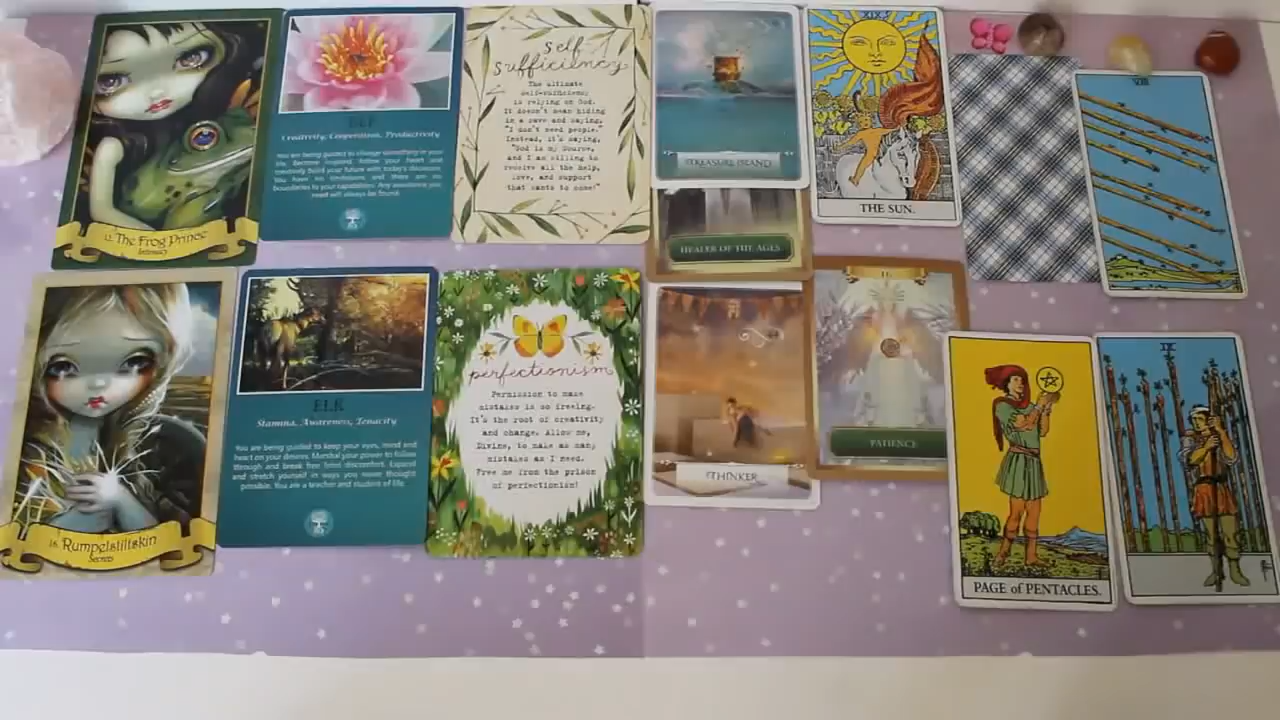 12. The Frog Prince
Intimacy
ELF
Creativity, Cooperation, Productivity
You are being guided to change something in your
life. Become inspired, follow your heart and
creatively build your future with today's decisions.
You have no limitations and there are no
boundaries to your capabilities. Any assistance you
need will always be found.
Self
Sufficiency
The ultimate
self-sufficiency
is relying on God.
It doesn't mean hiding
in a cave and saying,
"I don't need people."
Instead, it's saying,
"God is my Source,
and I am willing to
receive all the help,
love, and support
that wants to come!"
TREASURE ISLAND
HEALER OF THE AGES
XIX
THE SUN.
VIII
16. Rumpelstiltskin
Secrets
ELK
Stamina, Awareness, Tenacity
You are being guided to keep your eyes, mind and
heart on your desires. Marshal your power to follow
through and break free from discomfort. Expand
and stretch yourself in ways you never thought
possible. You are a teacher and student of life.
perfectionism
Permission to make
mistakes is so freeing.
It's the root of creativity
and change. Allow me,
Divine, to make as many
mistakes as I need.
Free me from the prison
of perfectionism!
THINKER
PATIENCE
PAGE of PENTACLES.
IX